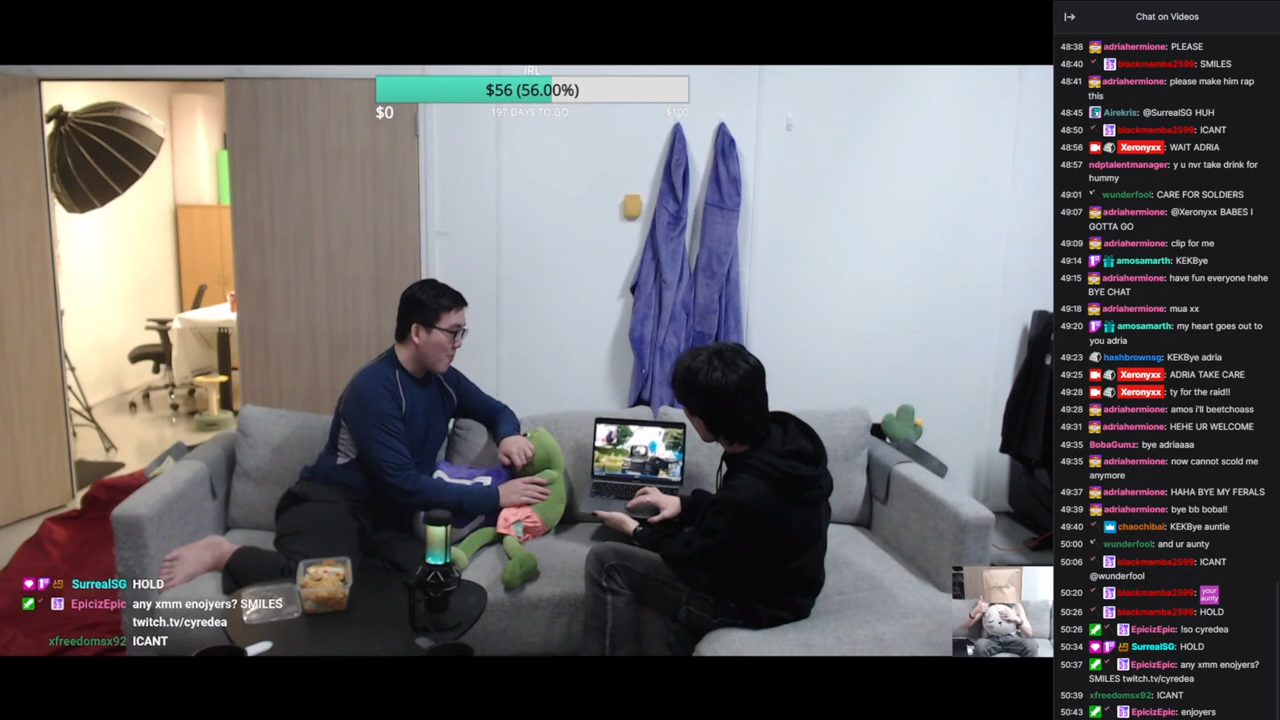 IRL
$56 (56.00%)
$0
197 DAYS TO GO
$100
SurrealSG HOLD
EpicizEpic any xmm enojyers? SMILES
twitch.tv/cyredea
xfreedomsx92 ICANT
Chat on Videos
48:38 adriahermione: PLEASE
48:40 blackmamba2599: SMILES
48:41 adriahermione: please make him rap
this
48:45 Airekris: @SurrealSG HUH
48:50 blackmamba2599: ICANT
48:56 Xeronyxx: WAIT ADRIA
48:57 ndptalentmanager: y u nvr take drink for
hummy
49:01 wunderfool: CARE FOR SOLDIERS
49:07 adriahermione: @Xeronyxx BABES I
GOTTA GO
49:09 adriahermione: clip for me
49:14 amosamarth: KEKBye
49:15 adriahermione: have fun everyone hehe
BYE CHAT
49:18 adriahermione: mua xx
49:20 amosamarth: my heart goes out to
you adria
49:23 hashbrownsg: KEKBye adria
49:25 Xeronyxx: ADRIA TAKE CARE
49:28 Xeronyxx: ty for the raid!!
49:28 adriahermione: amos i'll beetchoass
49:31 adriahermione: HEHE UR WELCOME
49:35 BobaGumz: bye adriaaaa
49:35 adriahermione: now cannot scold me
anymore
49:37 adriahermione: HAHA BYE MY FERALS
49:39 adriahermione: bye bb boba!!
49:40 chaochibai: KEKBye auntie
50:00 wunderfool: and ur aunty
50:06 blackmamba2599: ICANT
@wunderfool
50:20 blackmamba2599: your
aunty
50:26 blackmamba2599: HOLD
50:26 EpicizEpic: !so cyredea
50:34 SurrealSG: HOLD
50:37 EpicizEpic: any xmm enojyers?
SMILES twitch.tv/cyredea
50:39 xfreedomsx92: ICANT
50:43 EpicizEpic: enjoyers